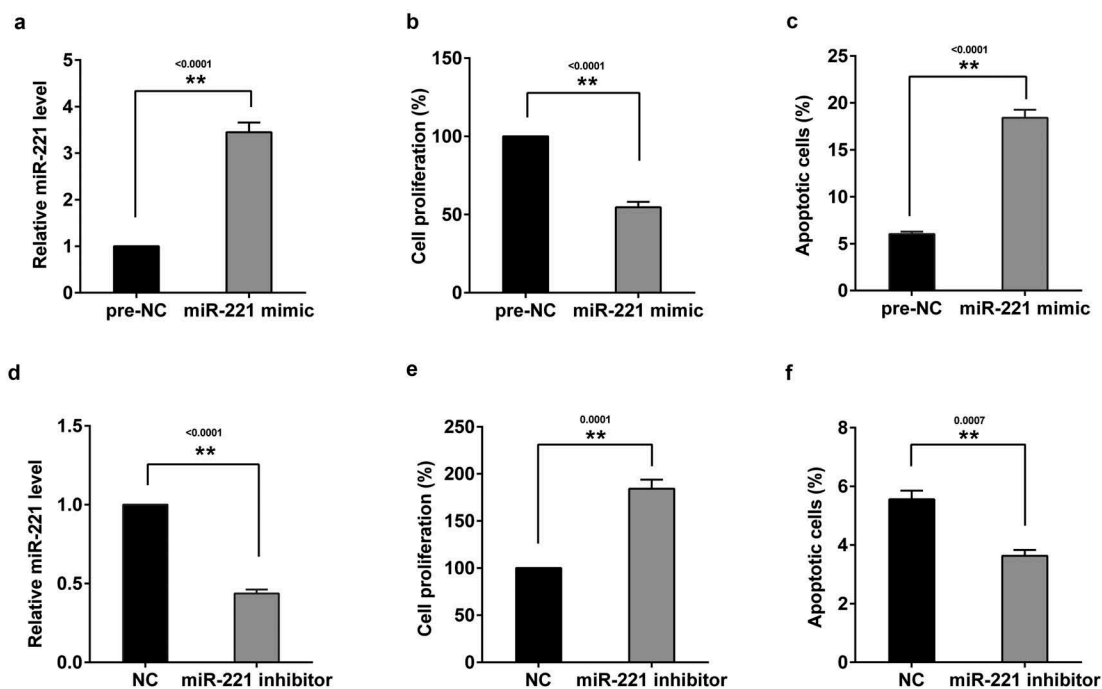 a
<0.0001
**
Relative miR-221 level
5
4
3
2
1
0
pre-NC miR-221 mimic
b
<0.0001
**
Cell proliferation (%)
150
100
50
0
pre-NC miR-221 mimic
c
<0.0001
**
Apoptotic cells (%)
25
20
15
10
5
0
pre-NC miR-221 mimic
d
<0.0001
**
Relative miR-221 level
1.5
1.0
0.5
0.0
NC miR-221 inhibitor
e
0.0001
**
Cell proliferation (%)
250
200
150
100
50
0
NC miR-221 inhibitor
f
0.0007
**
Apoptotic cells (%)
8
6
4
2
0
NC miR-221 inhibitor